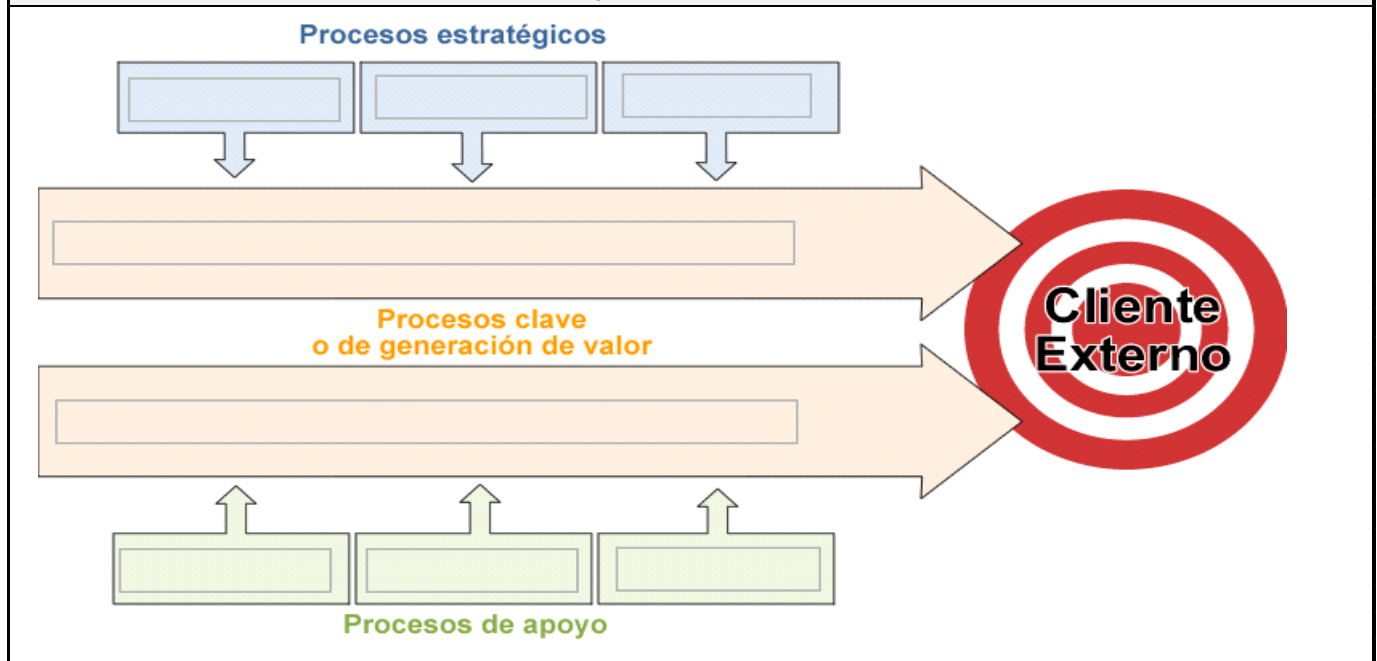 Procesos estratégicos
Procesos clave
o de generación de valor
Cliente
Externo
Procesos de apoyo